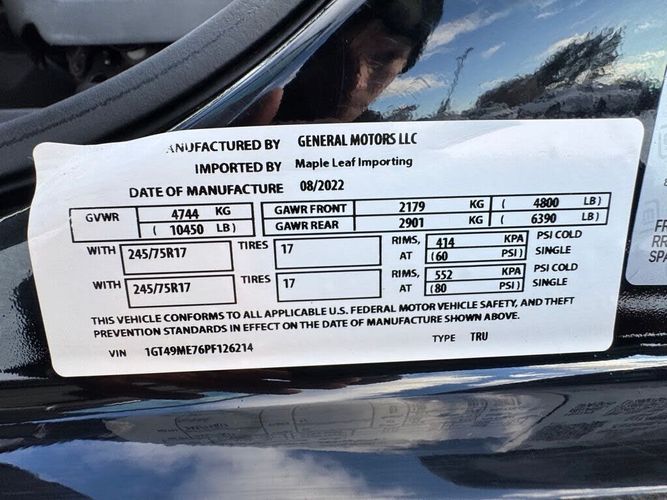 ANUFACTURED BY GENERAL MOTORS LLC
IMPORTED BY Maple Leaf Importing
DATE OF MANUFACTURE 08/2022
GVWR 4744 KG GAWR FRONT 2179 KG ( 4800 LB)
( 10450 LB ) GAWR REAR 2901 KG ( 6390 LB)
WITH 245/75R17 TIRES 17 RIMS, AT 414 KPA (60 PSI ) PSI COLD SINGLE
WITH 245/75R17 TIRES 17 RIMS, AT 552 KPA (80 PSI ) PSI COLD SINGLE
THIS VEHICLE CONFORMS TO ALL APPLICABLE U.S. FEDERAL MOTOR VEHICLE SAFETY, AND THEFT
PREVENTION STANDARDS IN EFFECT ON THE DATE OF MANUFACTURE SHOWN ABOVE.
VIN 1GT49ME76PF126214 TYPE TRU
FR
RR
SPA